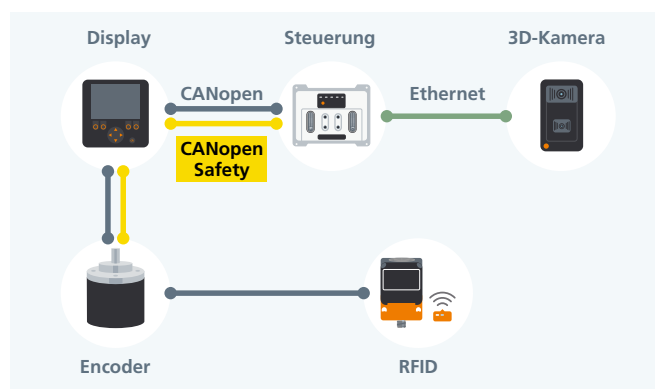 Display
Steuerung
3D-Kamera
CANopen
Ethernet
CANopen
Safety
Encoder
RFID